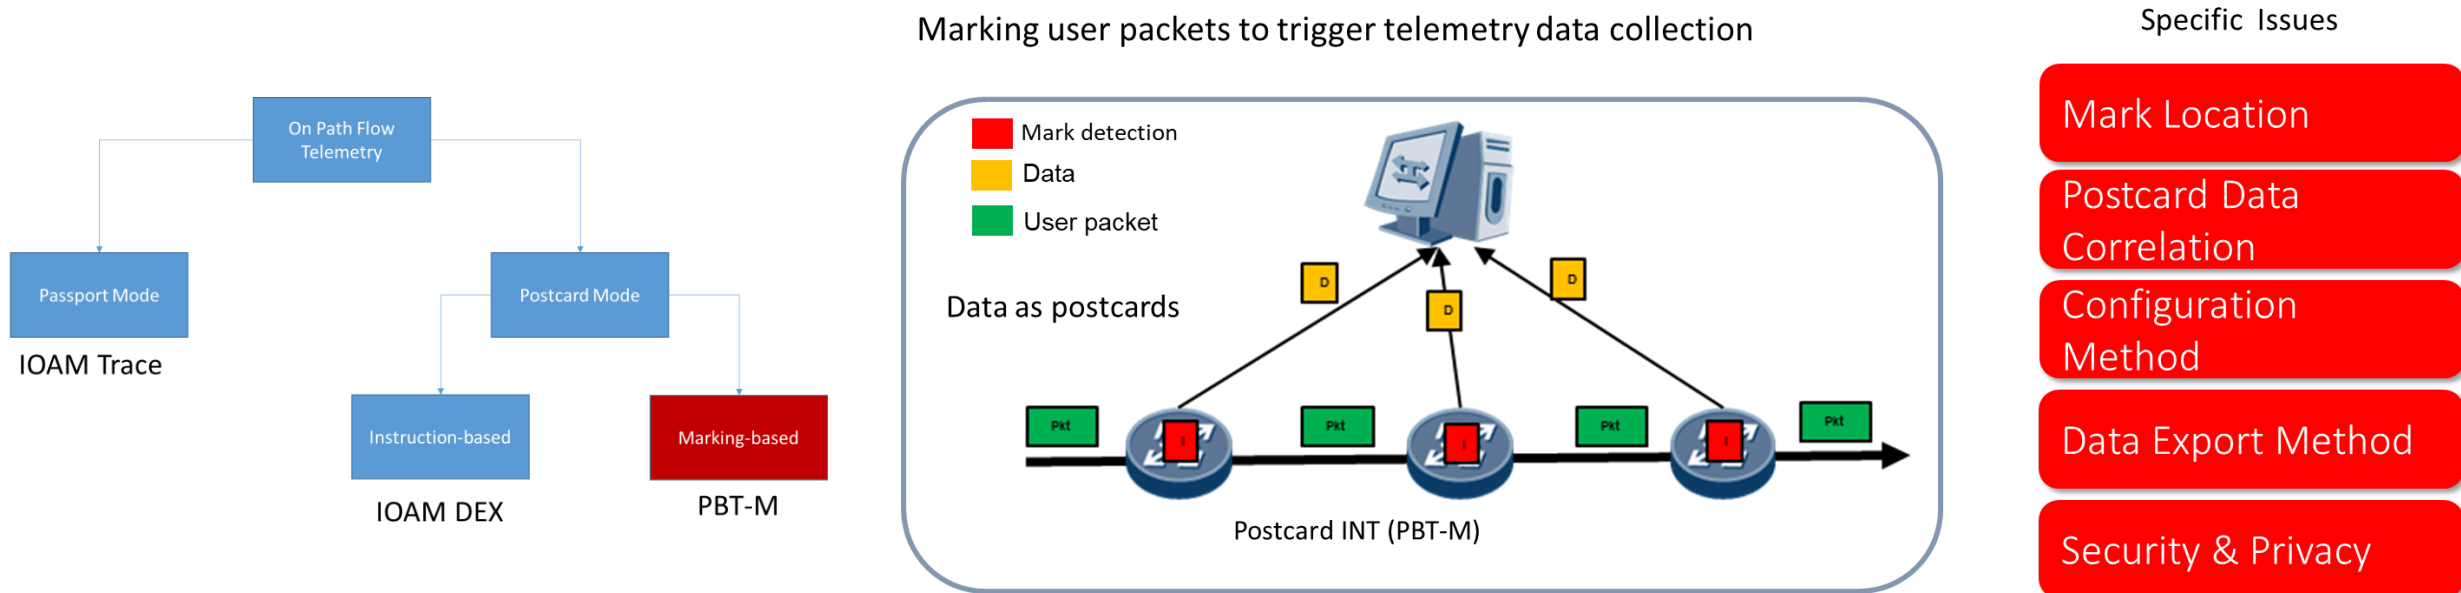 On Path Flow
Telemetry
Passport Mode
Postcard Mode
IOAM Trace
Instruction-based
Marking-based
IOAM DEX
PBT-M
Marking user packets to trigger telemetry data collection
Mark detection
Data
User packet
Data as postcards
D
D
D
Pkt
Pkt
Pkt
Pkt
I
I
I
Postcard INT (PBT-M)
Specific Issues
Mark Location
Postcard Data
Correlation
Configuration
Method
Data Export Method
Security & Privacy